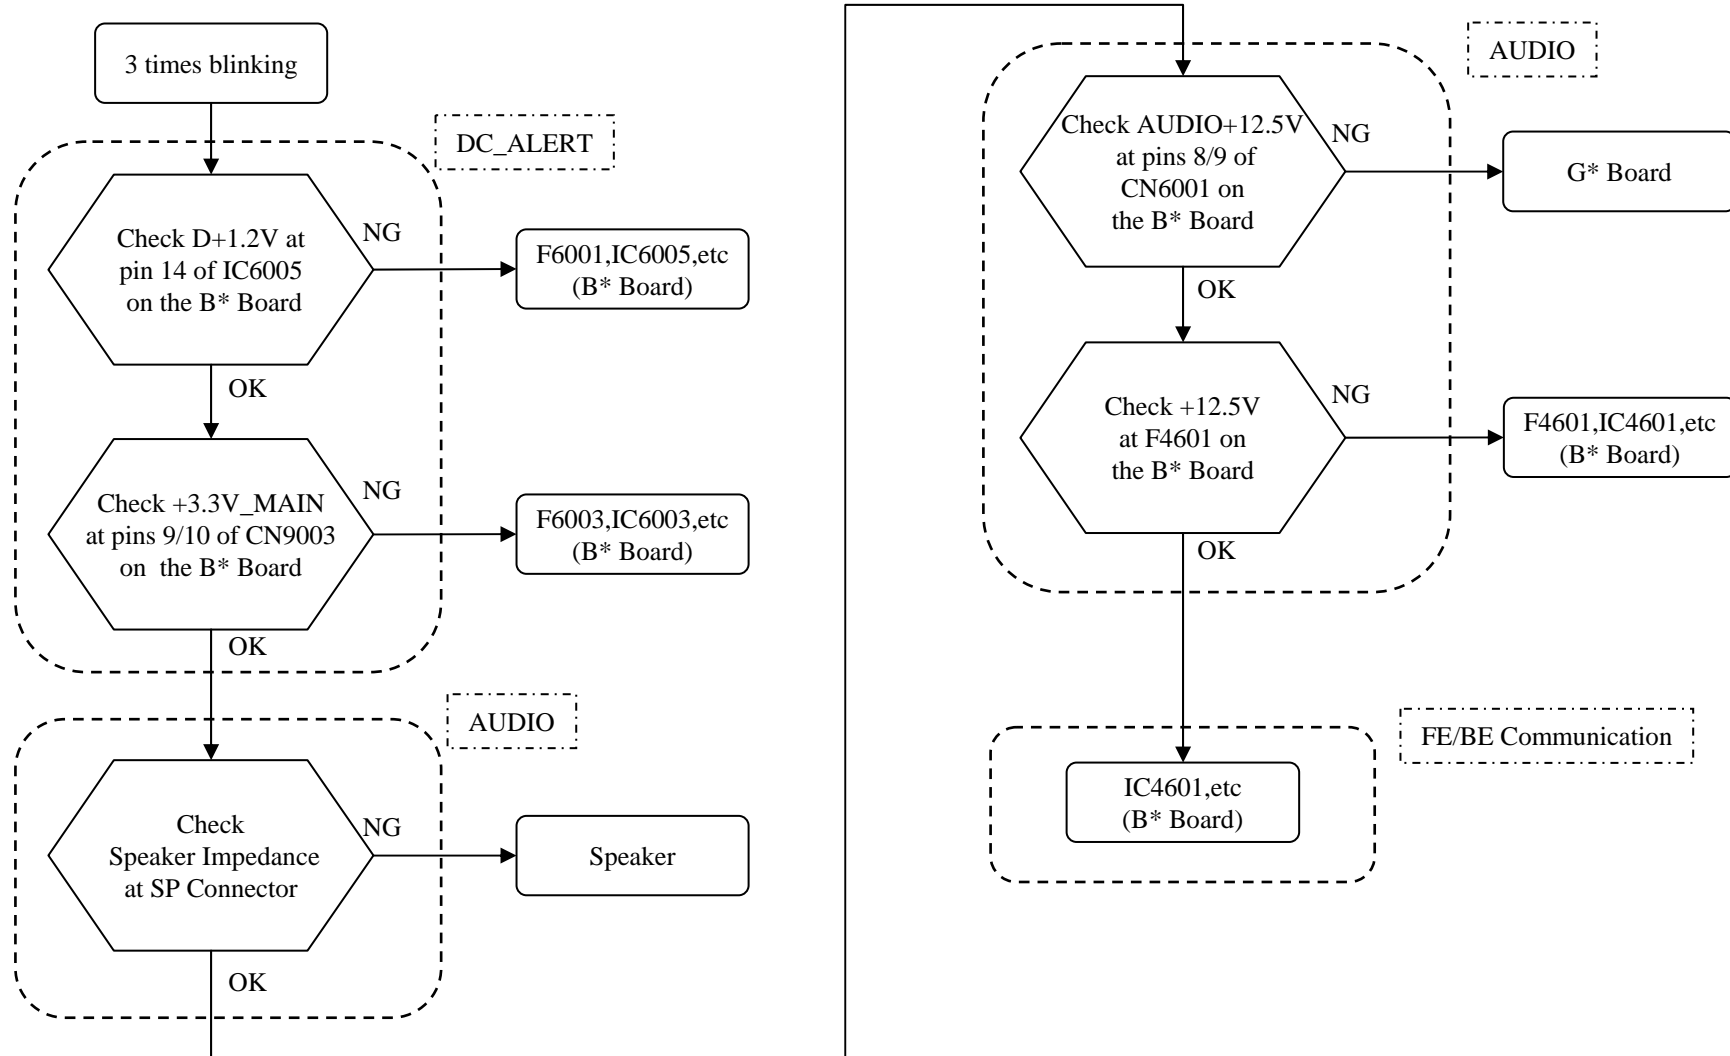 3 times blinking
DC_ALERT
Check D+1.2V at
pin 14 of IC6005
on the B* Board
NG
F6001,IC6005,etc
(B* Board)
OK
Check +3.3V_MAIN
at pins 9/10 of CN9003
on  the B* Board
NG
F6003,IC6003,etc
(B* Board)
OK
AUDIO
Check
Speaker Impedance
at SP Connector
NG
Speaker
OK
AUDIO
Check AUDIO+12.5V
at pins 8/9 of
CN6001 on
the B* Board
NG
G* Board
OK
Check +12.5V
at F4601 on
the B* Board
NG
F4601,IC4601,etc
(B* Board)
OK
FE/BE Communication
IC4601,etc
(B* Board)